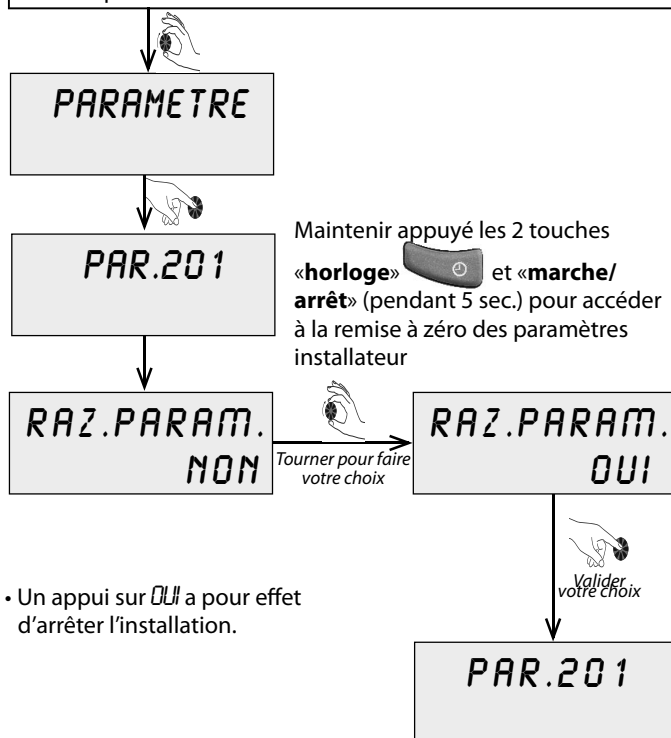 PARAMETRE
PAR.201
Maintenir appuyé les 2 touches
«horloge» et «marche/
arrêt» (pendant 5 sec.) pour accéder
à la remise à zéro des paramètres
installateur
RAZ.PARAM.
NON
Tourner pour faire
votre choix
RAZ.PARAM.
OUI
• Un appui sur OUI a pour effet
d'arrêter l'installation.
Valider
votre choix
PAR.201